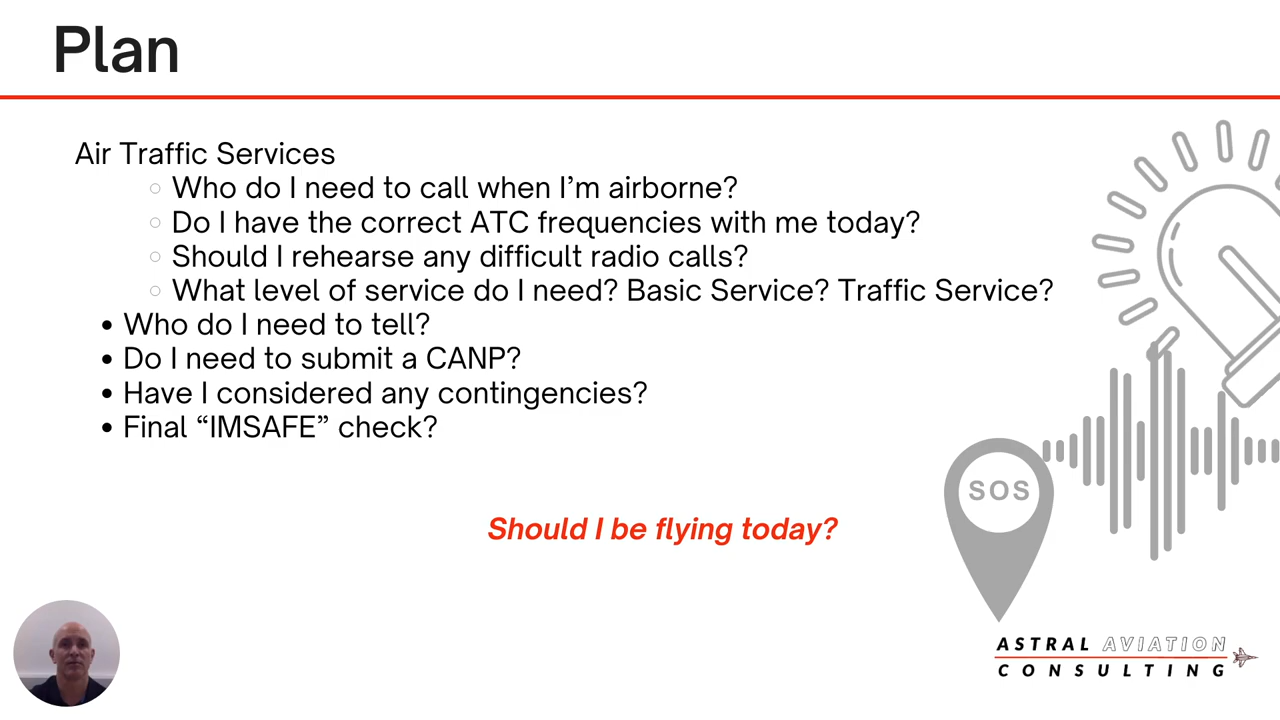 Plan
Air Traffic Services
Who do I need to call when I’m airborne?
Do I have the correct ATC frequencies with me today?
Should I rehearse any difficult radio calls?
What level of service do I need? Basic Service? Traffic Service?
Who do I need to tell?
Do I need to submit a CANP?
Have I considered any contingencies?
Final “IMSAFE” check?
SOS
Should I be flying today?
ASTRAL AVIATION
CONSULTING